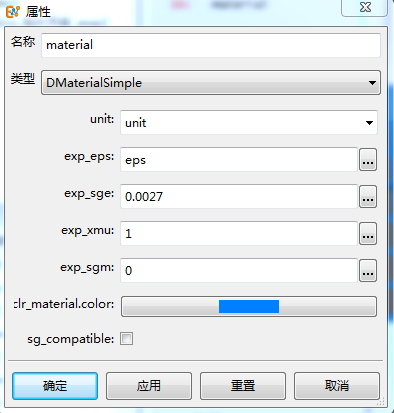 属性
名称 material
类型 DMaterialSimple
unit: unit
exp_eps: eps ...
exp_sge: 0.0027 ...
exp_xmu: 1 ...
exp_sgm: 0 ...
clr_material.color:
sg_compatible:
确定 应用 重置 取消